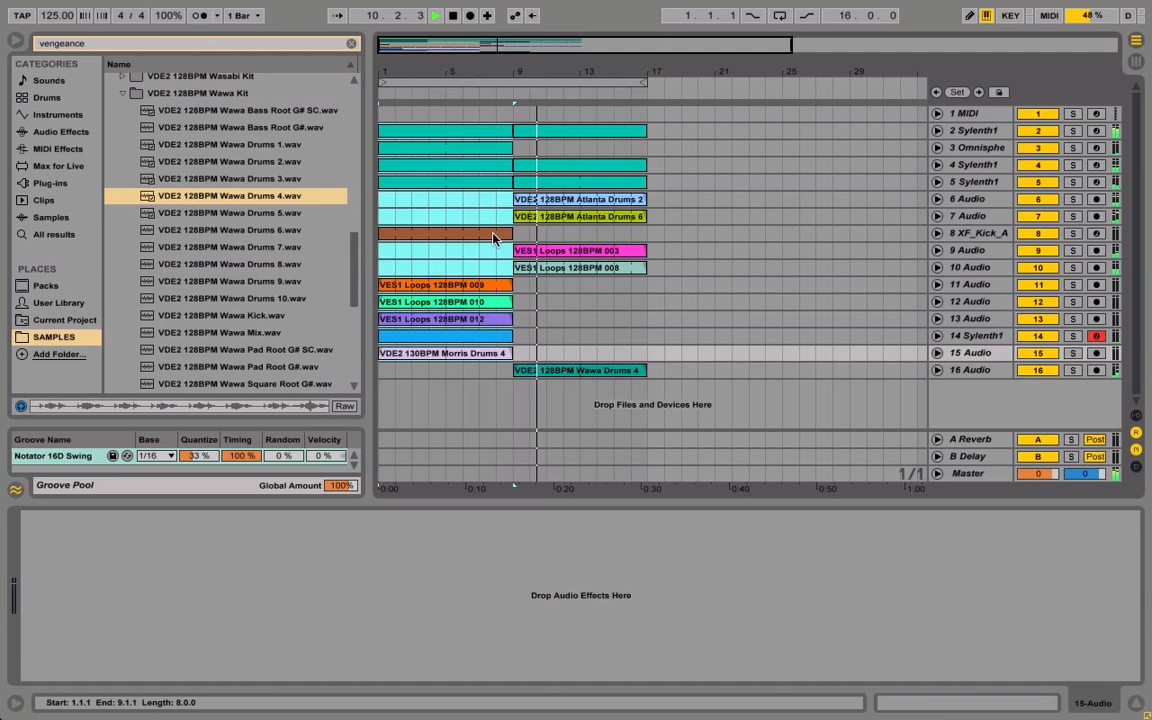 TAP 125.00 4 / 4 100% 1 Bar 10. 2. 3 1. 1. 1 16. 0. 0 KEY MIDI 48 % D
vengeance
CATEGORIES
Sounds
Drums
Instruments
Audio Effects
MIDI Effects
Max for Live
Plug-ins
Clips
Samples
All results
PLACES
Packs
User Library
Current Project
SAMPLES
Add Folder...
Name
VDE2 128BPM Wasabi Kit
VDE2 128BPM Wawa Kit
VDE2 128BPM Wawa Bass Root G# SC.wav
VDE2 128BPM Wawa Bass Root G#.wav
VDE2 128BPM Wawa Drums 1.wav
VDE2 128BPM Wawa Drums 2.wav
VDE2 128BPM Wawa Drums 3.wav
VDE2 128BPM Wawa Drums 4.wav
VDE2 128BPM Wawa Drums 5.wav
VDE2 128BPM Wawa Drums 6.wav
VDE2 128BPM Wawa Drums 7.wav
VDE2 128BPM Wawa Drums 8.wav
VDE2 128BPM Wawa Drums 9.wav
VDE2 128BPM Wawa Drums 10.wav
VDE2 128BPM Wawa Kick.wav
VDE2 128BPM Wawa Mix.wav
VDE2 128BPM Wawa Pad Root G# SC.wav
VDE2 128BPM Wawa Pad Root G#.wav
VDE2 128BPM Wawa Square Root G#.wav
Raw
Groove Name Base Quantize Timing Random Velocity
Notator 16D Swing 1/16 33 % 100 % 0 % 0 %
Groove Pool Global Amount 100%
1 5 9 13 17 21 25 29
Set
1 MIDI 1 S
2 Sylenth1 2 S
3 Omnisphe 3 S
4 Sylenth1 4 S
5 Sylenth1 5 S
VDE2 128BPM Atlanta Drums 2 6 Audio 6 S
VDE2 128BPM Atlanta Drums 6 7 Audio 7 S
8 XF_Kick_A 8 S
VES1 Loops 128BPM 003 9 Audio 9 S
VES1 Loops 128BPM 008 10 Audio 10 S
VES1 Loops 128BPM 009 11 Audio 11 S
VES1 Loops 128BPM 010 12 Audio 12 S
VES1 Loops 128BPM 012 13 Audio 13 S
14 Sylenth1 14 S
VDE2 130BPM Morris Drums 4 15 Audio 15 S
VDE2 128BPM Wawa Drums 4 16 Audio 16 S
Drop Files and Devices Here
A Reverb A S Post
B Delay B S Post
1/1 Master 0 0
0:00 0:10 0:20 0:30 0:40 0:50 1:00
Drop Audio Effects Here
Start: 1.1.1 End: 9.1.1 Length: 8.0.0
15-Audio